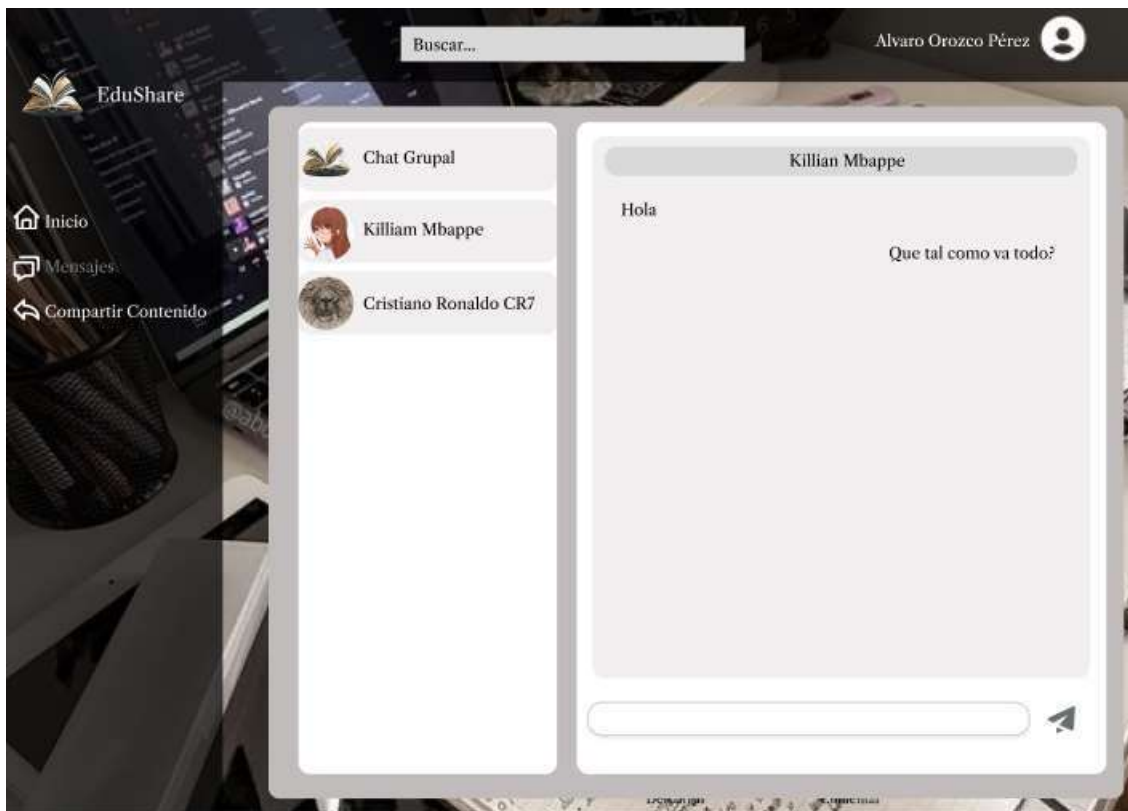 Buscar...
Alvaro Orozco Pérez
EduShare
Inicio
Mensajes
Compartir Contenido
Chat Grupal
Killiam Mbappe
Cristiano Ronaldo CR7
Killian Mbappe
Hola
Que tal como va todo?